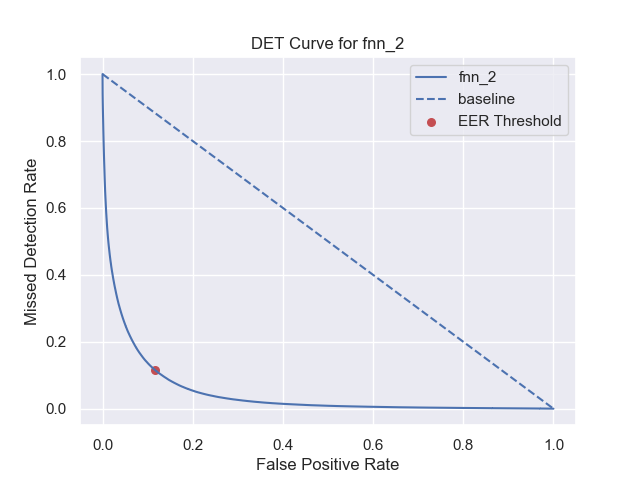 DET Curve for fnn_2
fnn_2
baseline
EER Threshold
Missed Detection Rate
1.0
0.8
0.6
0.4
0.2
0.0
0.0 0.2 0.4 0.6 0.8 1.0
False Positive Rate